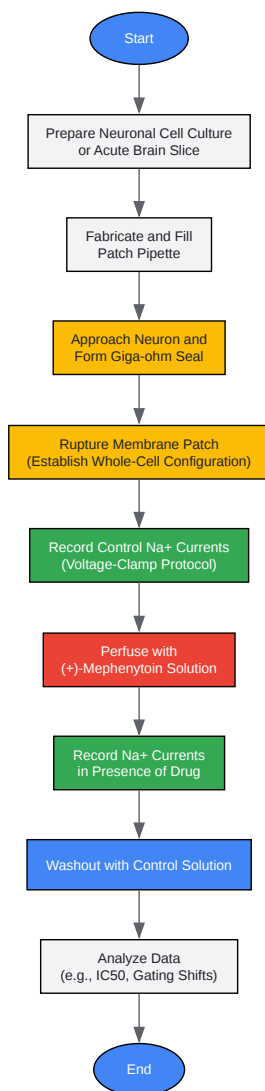 Start
Prepare Neuronal Cell Culture
or Acute Brain Slice
Fabricate and Fill
Patch Pipette
Approach Neuron and
Form Giga-ohm Seal
Rupture Membrane Patch
(Establish Whole-Cell Configuration)
Record Control Na+ Currents
(Voltage-Clamp Protocol)
Perfuse with
(+)-Mephenytoin Solution
Record Na+ Currents
in Presence of Drug
Washout with Control Solution
Analyze Data
(e.g., IC50, Gating Shifts)
End